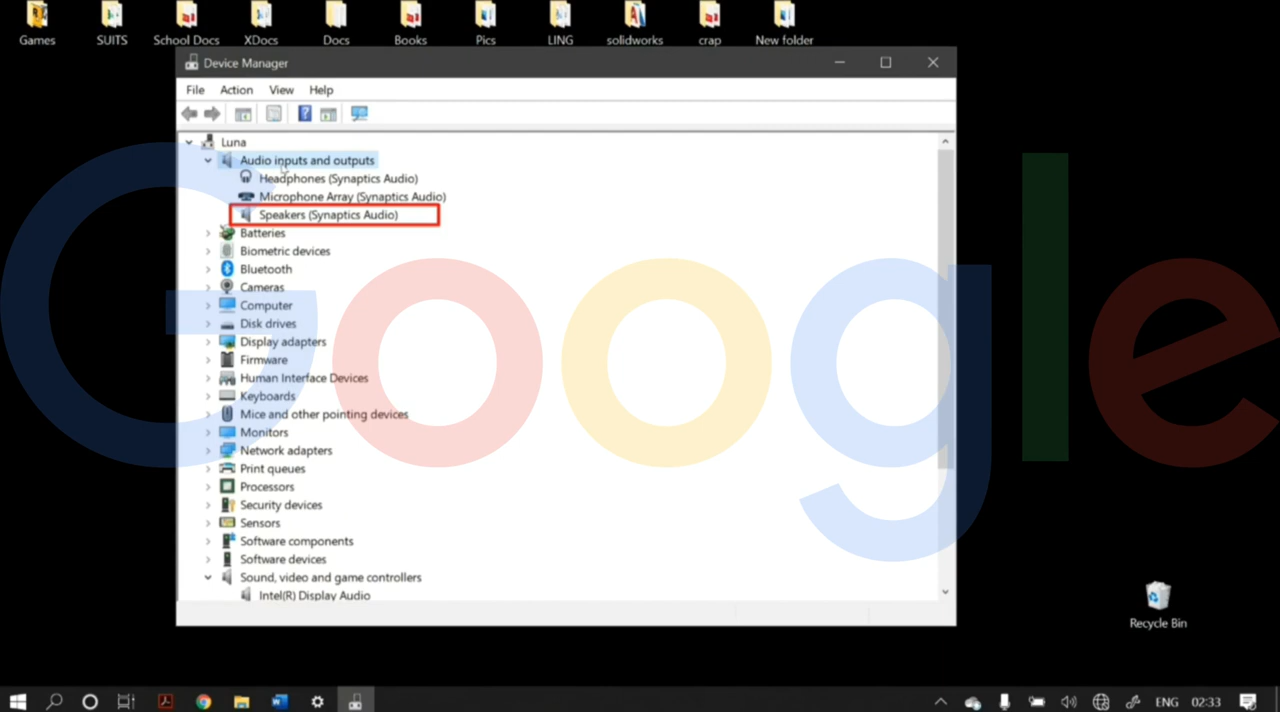 Games SUITS School Docs XDocs Docs Books Pics LING solidworks crap New folder
Device Manager
File Action View Help
Luna
Audio inputs and outputs
Headphones (Synaptics Audio)
Microphone Array (Synaptics Audio)
Speakers (Synaptics Audio)
Batteries
Biometric devices
Bluetooth
Cameras
Computer
Disk drives
Display adapters
Firmware
Human Interface Devices
Keyboards
Mice and other pointing devices
Monitors
Network adapters
Print queues
Processors
Security devices
Sensors
Software components
Software devices
Sound, video and game controllers
Intel(R) Display Audio
Google
Recycle Bin
ENG 02:33